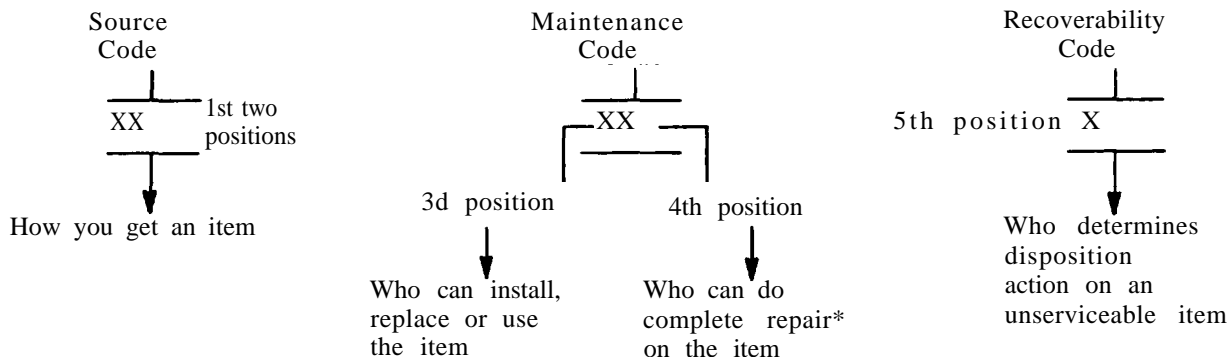 Source
Code
XX
1st two
positions
How you get an item
Maintenance
Code
XX
3d position
Who can install,
replace or use
the item
4th position
Who can do
complete repair*
on the item
Recoverability
Code
5th position X
Who determines
disposition
action on an
unserviceable item